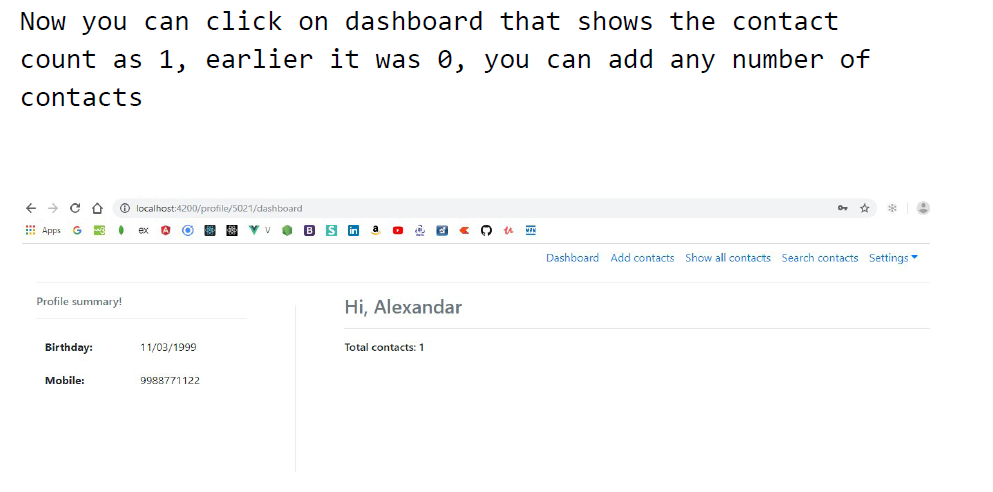 Now you can click on dashboard that shows the contact
count as 1, earlier it was 0, you can add any number of
contacts
localhost:4200/profile/5021/dashboard
Apps ex V
Dashboard Add contacts Show all contacts Search contacts Settings
Profile summary!
Hi, Alexandar
Birthday: 11/03/1999
Total contacts: 1
Mobile: 9988771122